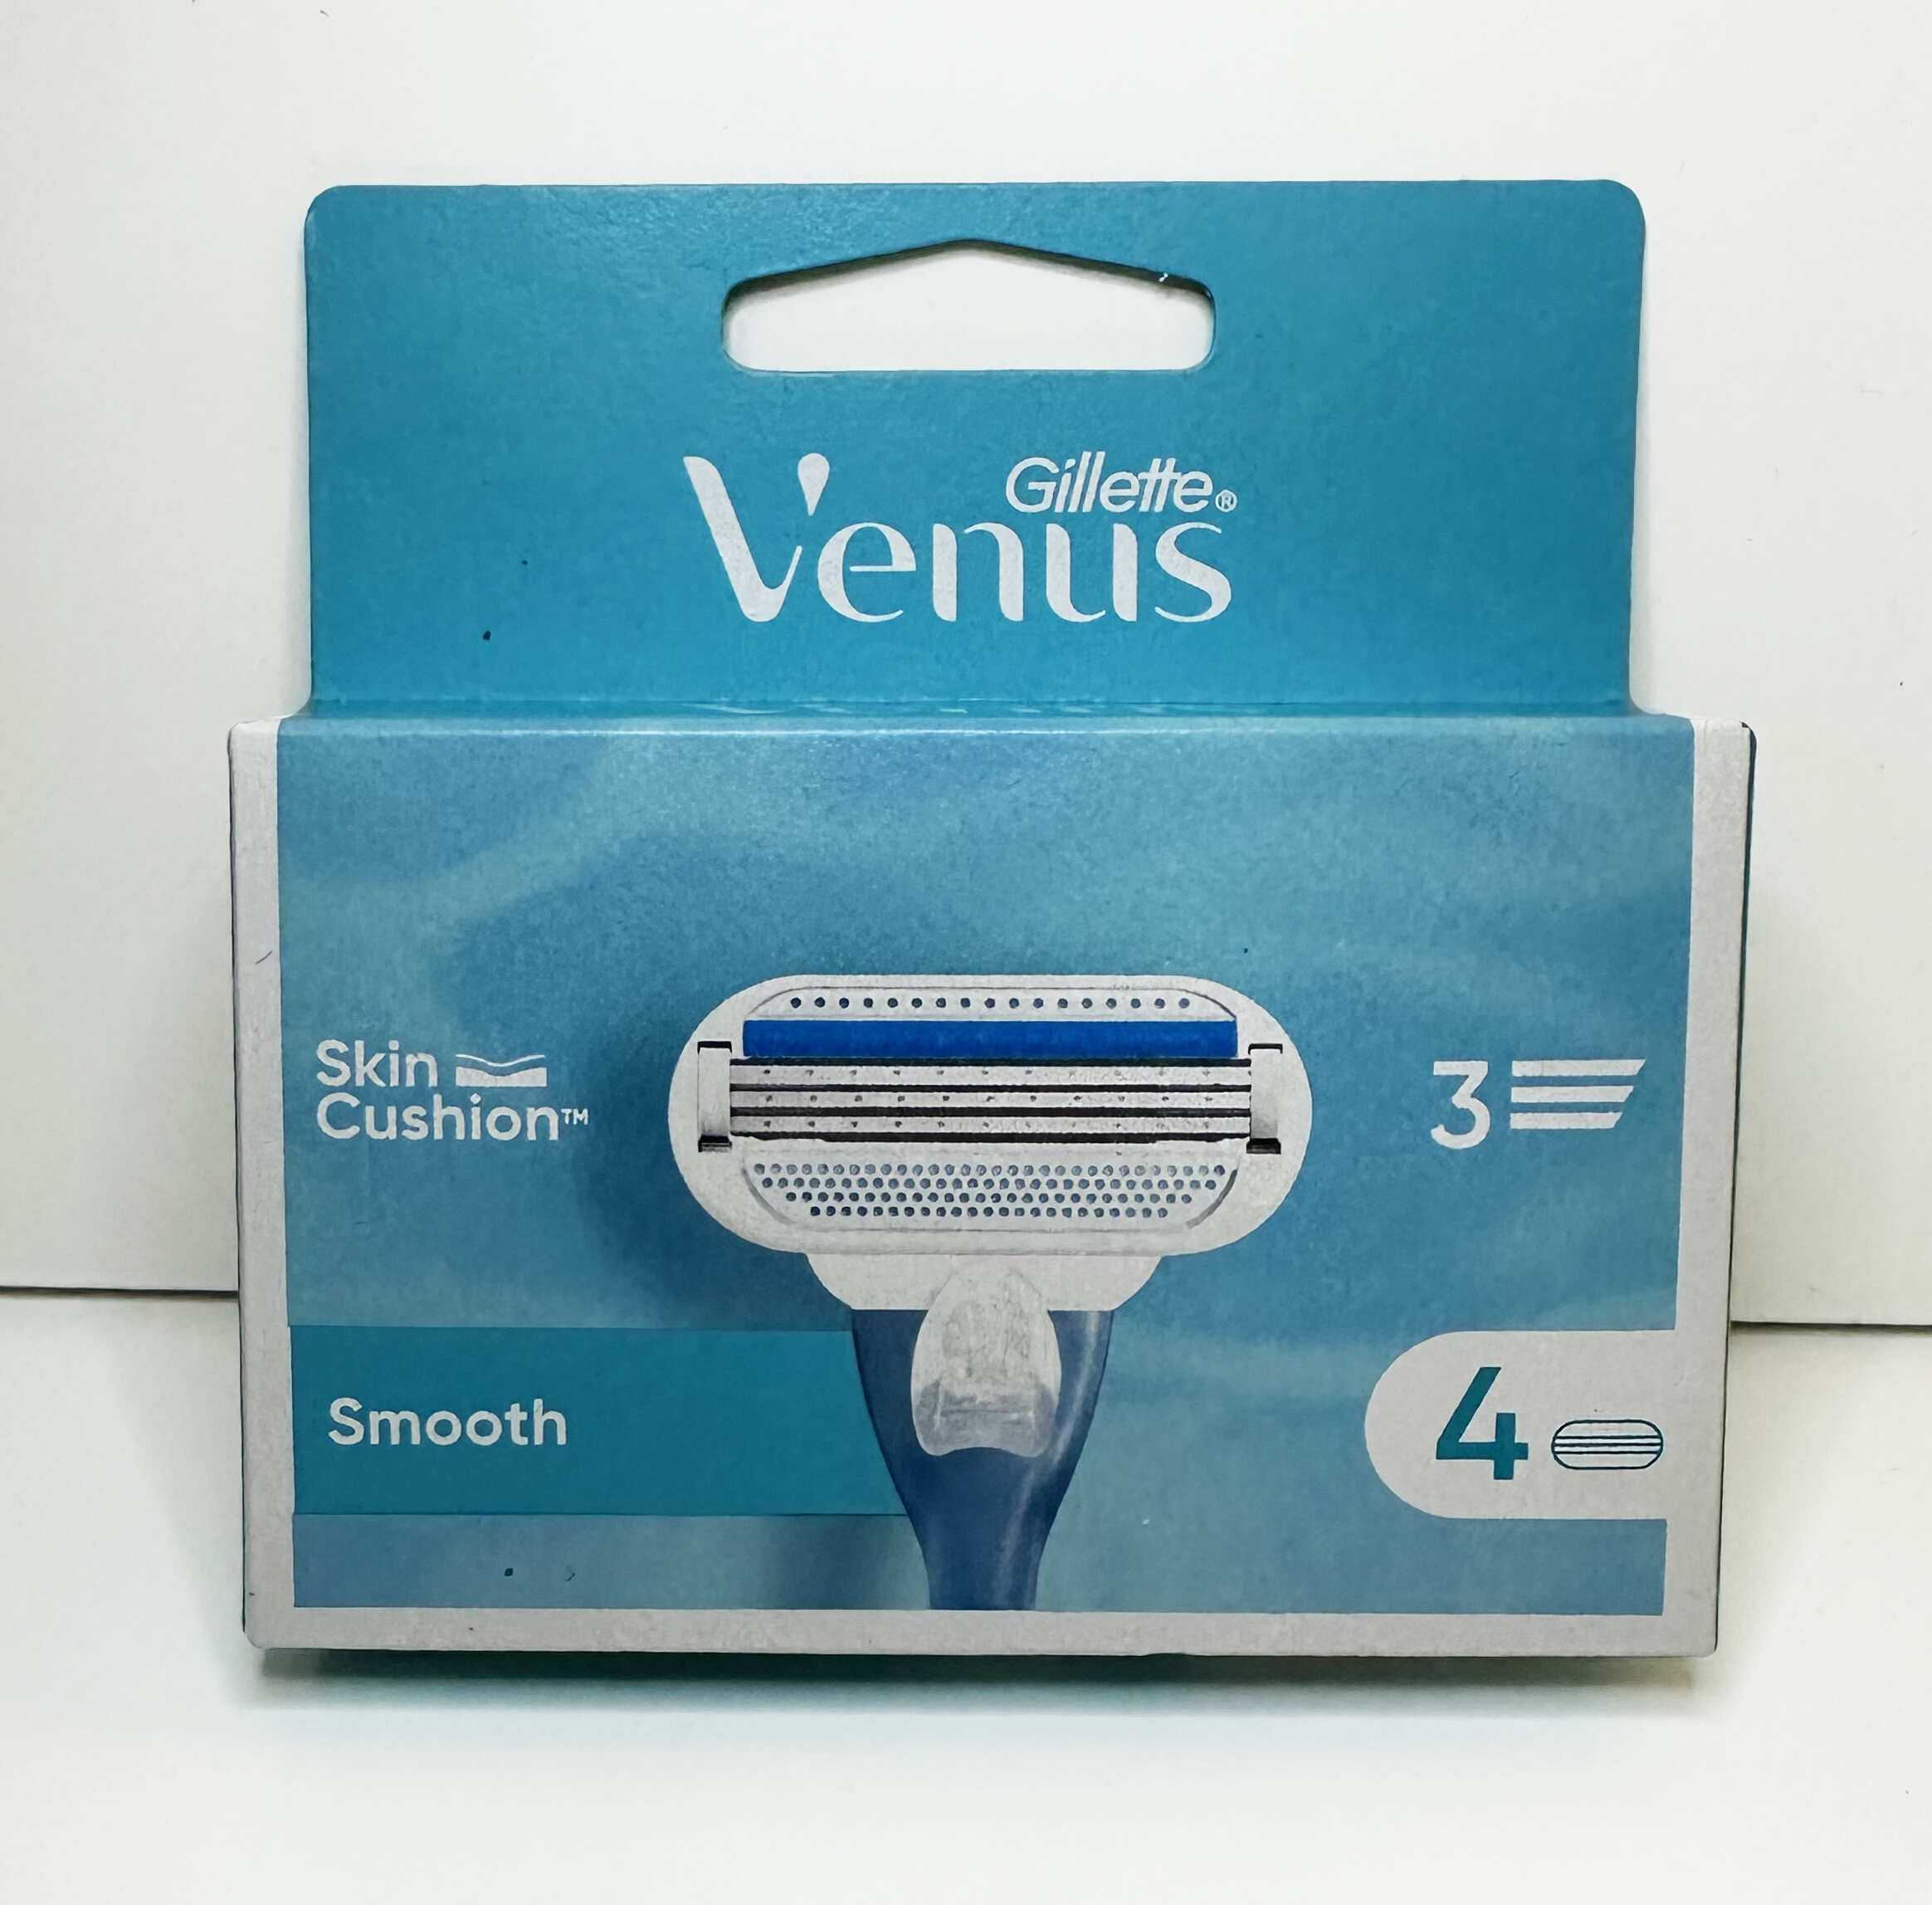 Gillette®
Venus
Skin
Cushion™
3
Smooth
4